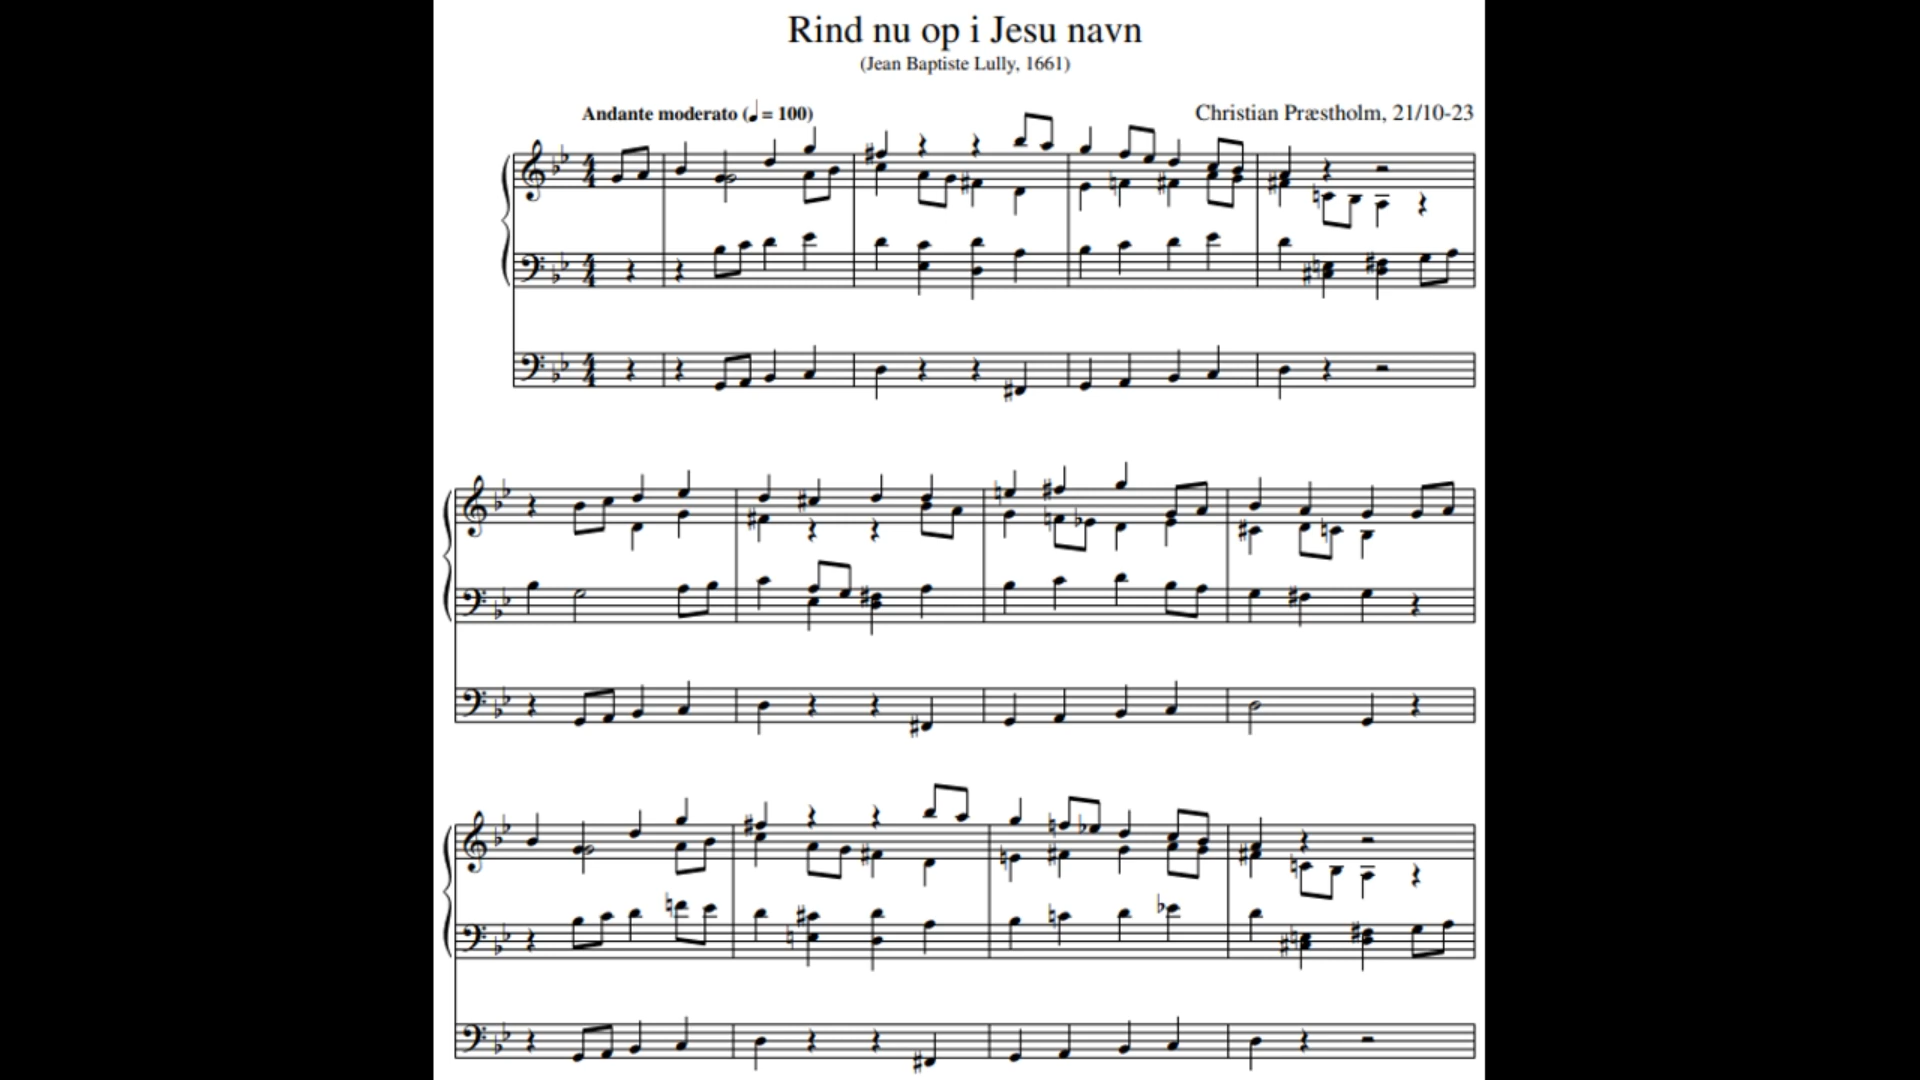 Rind nu op i Jesu navn
(Jean Baptiste Lully, 1661)
Andante moderato (♩ = 100)
Christian Præstholm, 21/10-23